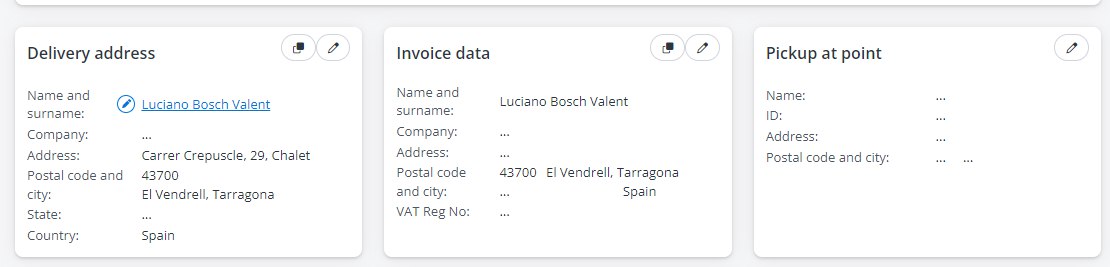 Delivery address
Name and surname: Luciano Bosch Valent
Company: ...
Address: Carrer Crepuscle, 29, Chalet
Postal code and city: 43700
El Vendrell, Tarragona
State: ...
Country: Spain
Invoice data
Name and surname: Luciano Bosch Valent
Company: ...
Address: ...
Postal code and city: 43700 El Vendrell, Tarragona
... Spain
VAT Reg No: ...
Pickup at point
Name: ...
ID: ...
Address: ...
Postal code and city: ... ...